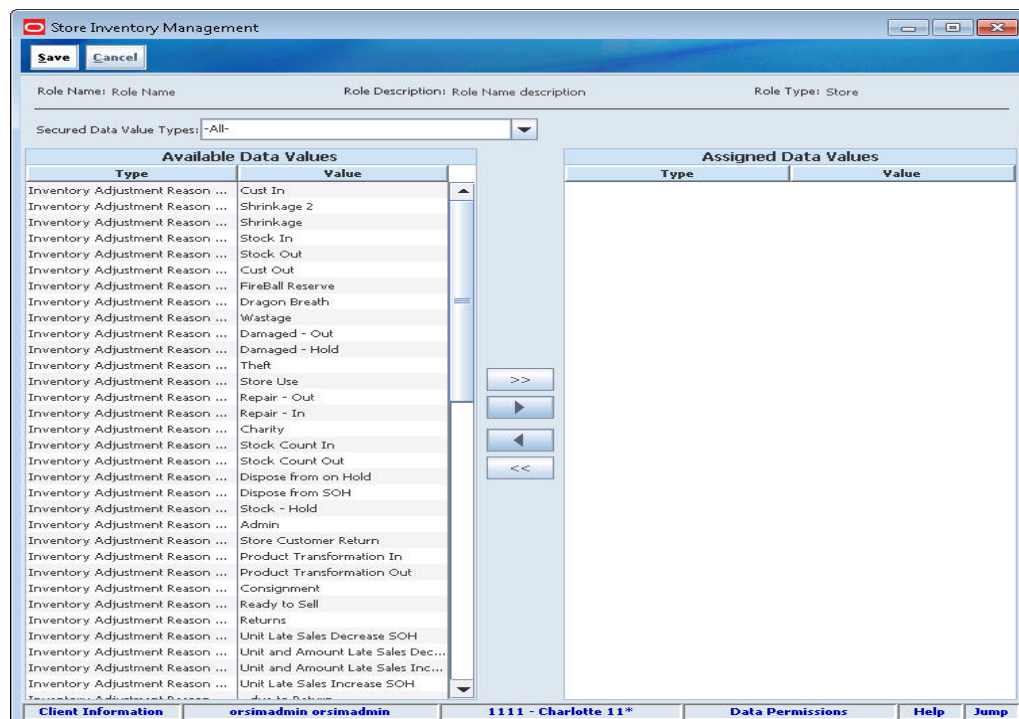 Store Inventory Management
Save Cancel
Role Name: Role Name Role Description: Role Name description Role Type: Store
Secured Data Value Types: -All-
Available Data Values Assigned Data Values
Type Value Type Value
Inventory Adjustment Reason ... Cust In
Inventory Adjustment Reason ... Shrinkage 2
Inventory Adjustment Reason ... Shrinkage
Inventory Adjustment Reason ... Stock In
Inventory Adjustment Reason ... Stock Out
Inventory Adjustment Reason ... Cust Out
Inventory Adjustment Reason ... FireBall Reserve
Inventory Adjustment Reason ... Dragon Breath
Inventory Adjustment Reason ... Wastage
Inventory Adjustment Reason ... Damaged - Out
Inventory Adjustment Reason ... Damaged - Hold
Inventory Adjustment Reason ... Theft
Inventory Adjustment Reason ... Store Use
>>
Inventory Adjustment Reason ... Repair - Out
Inventory Adjustment Reason ... Repair - In
Inventory Adjustment Reason ... Charity
Inventory Adjustment Reason ... Stock Count In
Inventory Adjustment Reason ... Stock Count Out
<<
Inventory Adjustment Reason ... Dispose from on Hold
Inventory Adjustment Reason ... Dispose from SOH
Inventory Adjustment Reason ... Stock - Hold
Inventory Adjustment Reason ... Admin
Inventory Adjustment Reason ... Store Customer Return
Inventory Adjustment Reason ... Product Transformation In
Inventory Adjustment Reason ... Product Transformation Out
Inventory Adjustment Reason ... Consignment
Inventory Adjustment Reason ... Ready to Sell
Inventory Adjustment Reason ... Returns
Inventory Adjustment Reason ... Unit Late Sales Decrease SOH
Inventory Adjustment Reason ... Unit and Amount Late Sales Dec...
Inventory Adjustment Reason ... Unit and Amount Late Sales Inc...
Inventory Adjustment Reason ... Unit Late Sales Increase SOH
Client Information orsimadmin orsimadmin 1111 - Charlotte 11* Data Permissions Help Jump